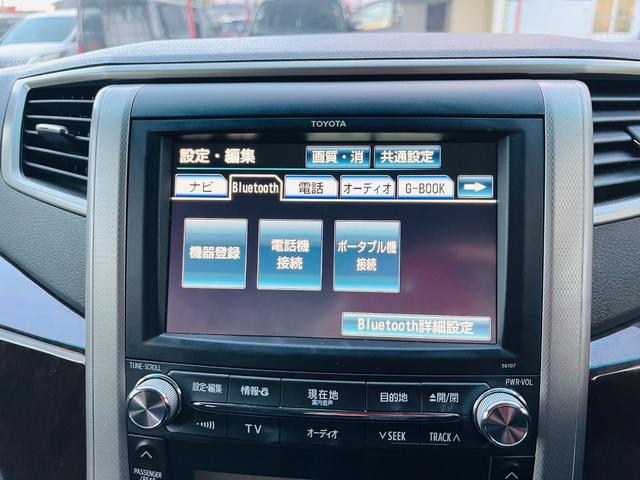 TOYOTA
設定・編集 画質・消 共通設定
ナビ Bluetooth 電話 オーディオ G-BOOK
機器登録 電話機接続 ポータブル機接続
Bluetooth詳細設定
TUNE・SCROLL 56107 PWR・VOL
設定・編集 情報・G 現在地 案内音声 目的地 ⏏開/閉
TV オーディオ ∨SEEK TRACK∧
PASSENGER
/REAR